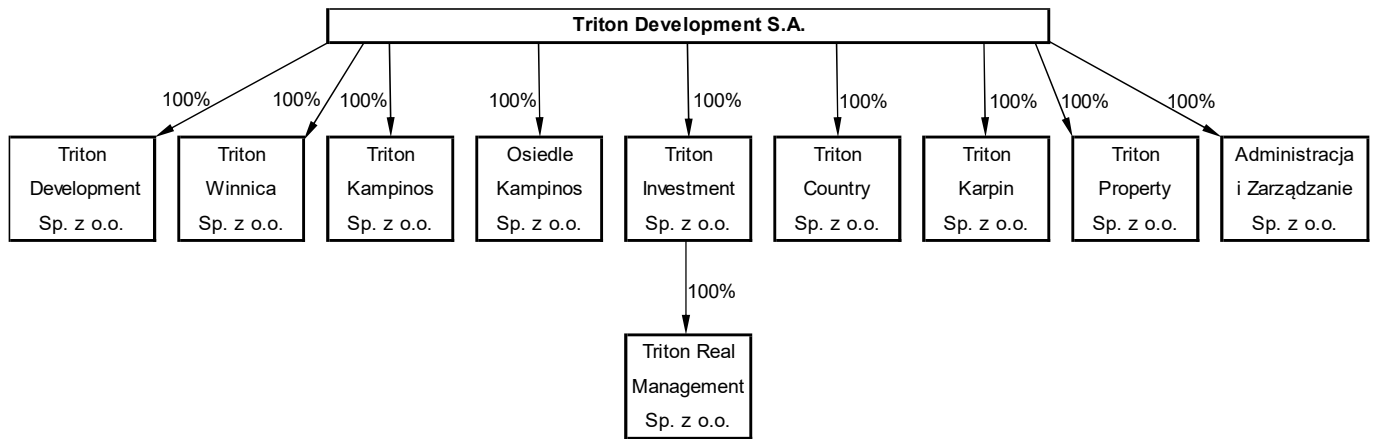 Triton Development S.A.
100%
100%
100%
100%
100%
100%
100%
100%
100%
Triton
Development
Sp. z o.o.
Triton
Winnica
Sp. z o.o.
Triton
Kampinos
Sp. z o.o.
Osiedle
Kampinos
Sp. z o.o.
Triton
Investment
Sp. z o.o.
Triton
Country
Sp. z o.o.
Triton
Karpin
Sp. z o.o.
Triton
Property
Sp. z o.o.
Administracja
i Zarządzanie
Sp. z o.o.
100%
Triton Real
Management
Sp. z o.o.